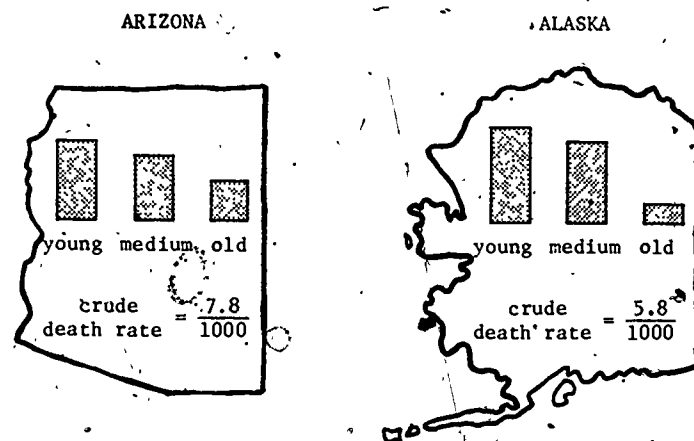 ARIZONA
ALASKA
young medium old
young medium old
crude
death rate = 7.8/1000
crude
death rate = 5.8/1000